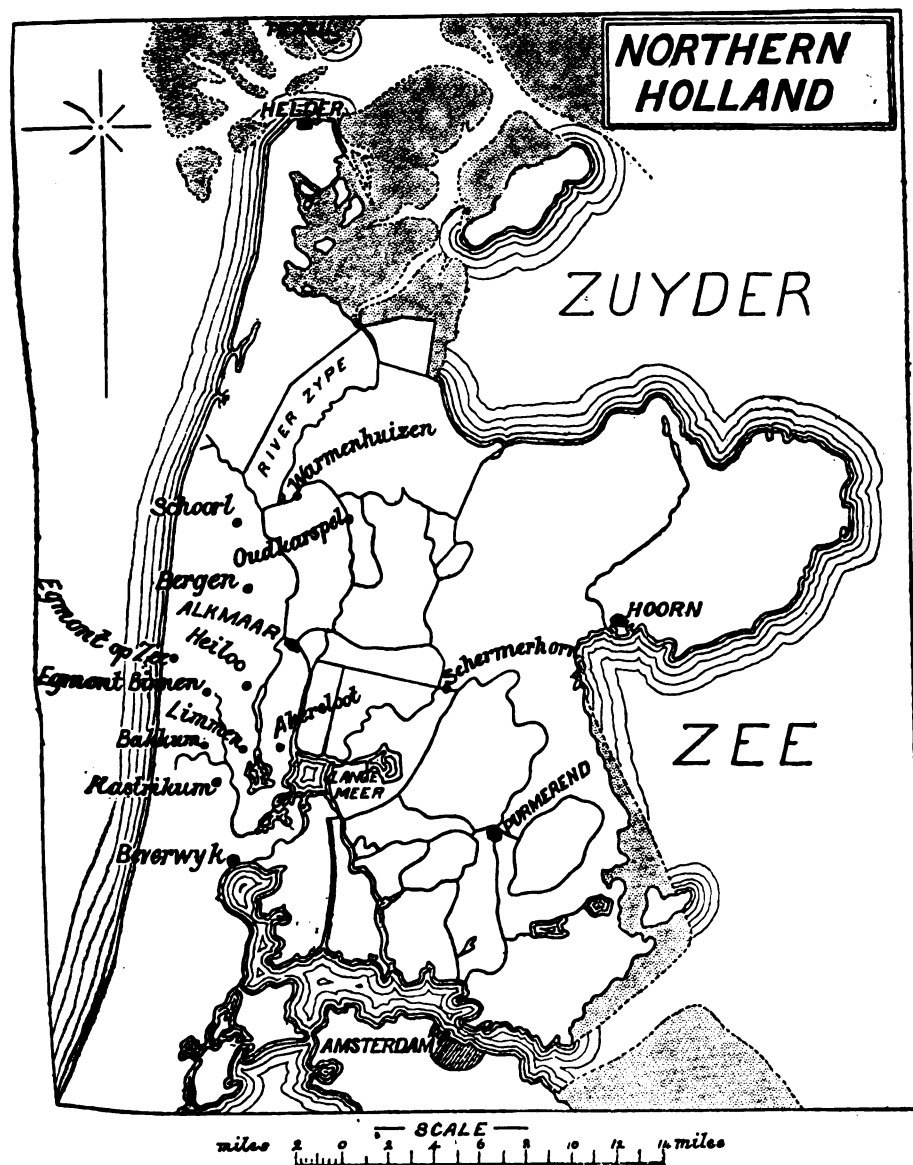 NORTHERN
HOLLAND
HELDER
ZUYDER
RIVER ZYPE
Warmenhuizen
Schoorl
Oudkarspel
Bergen
Egmont op Zee
ALKMAAR
HOORN
Heiloo
Schermerhorn
Egmont Binnen
Limmen
Akersloot
Bakkum
ZEE
Kastrikum
LANGE
MEER
PURMEREND
Beverwyk
AMSTERDAM
SCALE
miles 2 0 2 4 6 8 10 12 14 miles